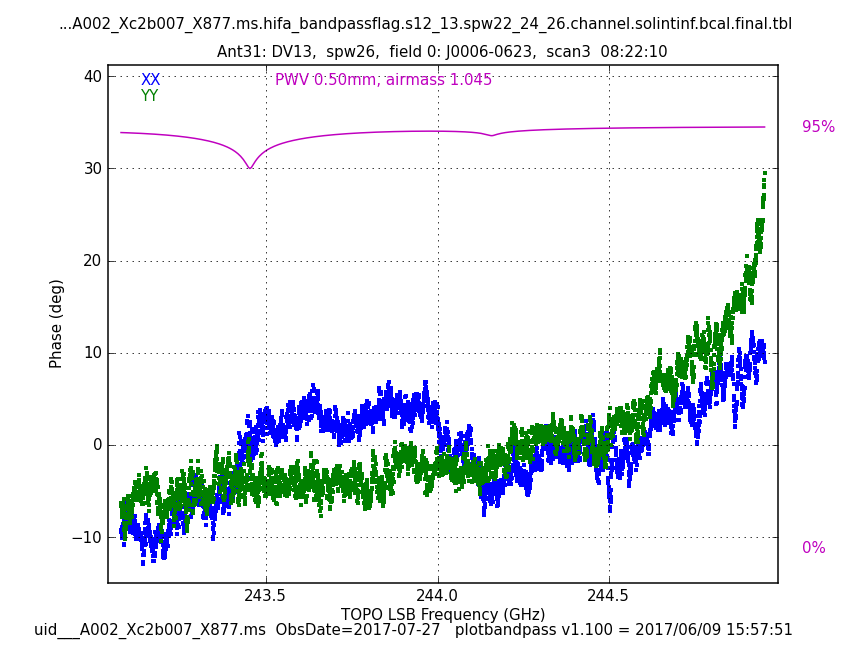 ...A002_Xc2b007_X877.ms.hifa_bandpassflag.s12_13.spw22_24_26.channel.solintinf.bcal.final.tbl
Ant31: DV13, spw26, field 0: J0006-0623, scan3 08:22:10
XX
YY
PWV 0.50mm, airmass 1.045
95%
0%
40
30
20
10
0
−10
Phase (deg)
243.5
244.0
244.5
TOPO LSB Frequency (GHz)
uid___A002_Xc2b007_X877.ms ObsDate=2017-07-27 plotbandpass v1.100 = 2017/06/09 15:57:51